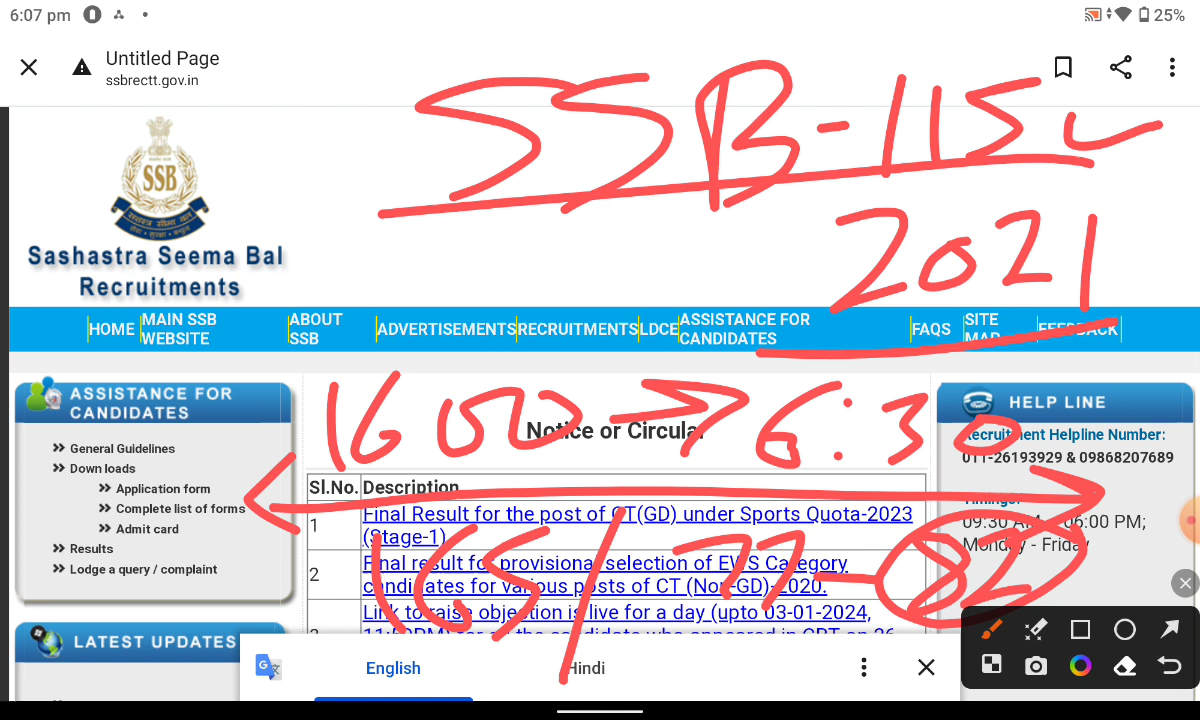 6:07 pm
25%
Untitled Page
ssbrectt.gov.in
SSB-115
2021
SSB
Sashastra Seema Bal
Recruitments
HOME
MAIN SSB WEBSITE
ABOUT SSB
ADVERTISEMENTS
RECRUITMENTS
LDCE
ASSISTANCE FOR CANDIDATES
FAQS
SITE MAP
FEEDBACK
ASSISTANCE FOR
CANDIDATES
General Guidelines
Down loads
Application form
Complete list of forms
Admit card
Results
Lodge a query / complaint
LATEST UPDATES
1600 → 6:30
Notice or Circular
Sl.No. Description
1 Final Result for the post of CT(GD) under Sports Quota-2023
(Stage-1)
2 Final result for provisional selection of EWS Category
candidates for various posts of CT (Non-GD)-2020.
Link to raise objection is live for a day (upto 03-01-2024,
165/77-82
HELP LINE
Recruitment Helpline Number:
011-26193929 & 09868207689
Timings:
09:30 AM - 06:00 PM;
Monday - Friday
English
Hindi